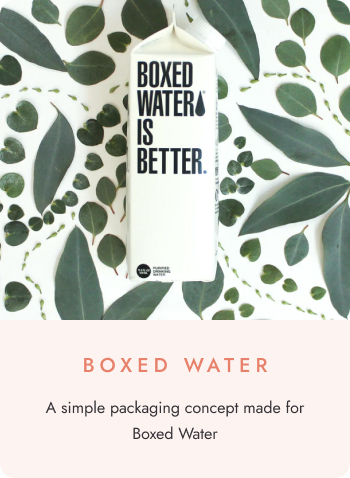 BOXED
WATER
IS
BETTER.
PURIFIED
DRINKING
WATER
BOXED WATER
A simple packaging concept made for
Boxed Water